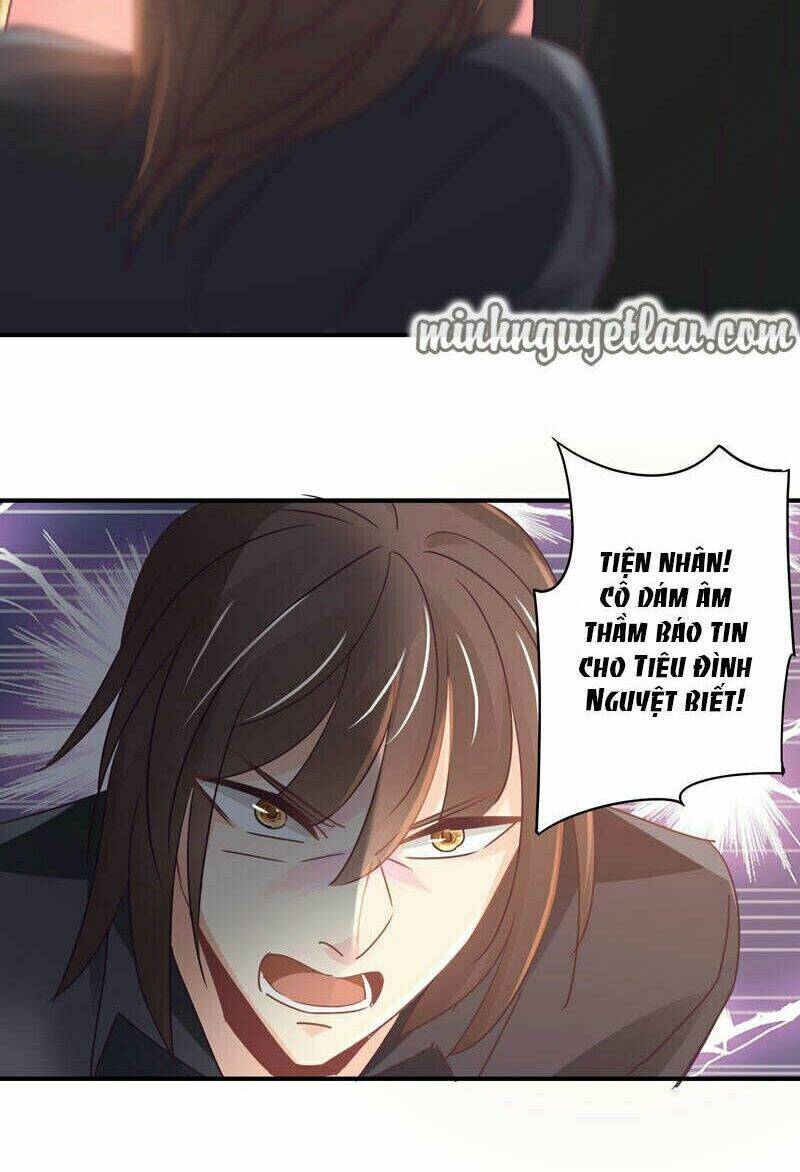 minhnguyetlau.com
TIỆN NHÂN!
CÔ DÁM ÂM
THẦM BÁO TIN
CHO TIÊU ĐÌNH
NGUYỆT BIẾT!